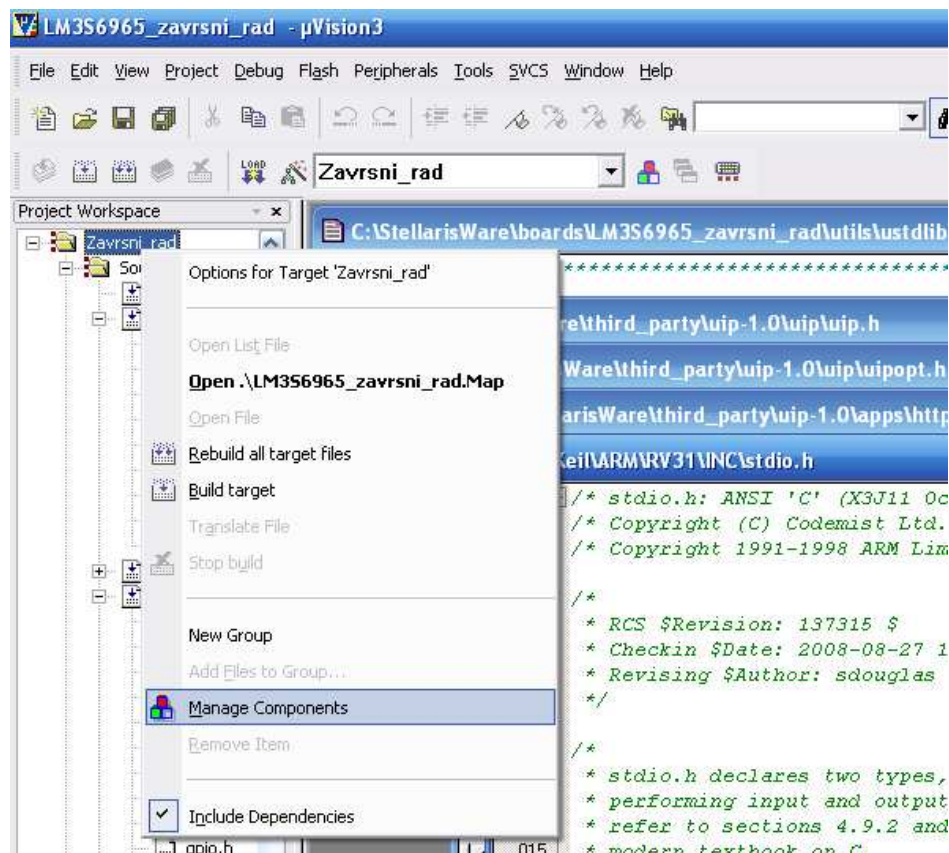 LM3S6965_zavrsni_rad - µVision3
File Edit View Project Debug Flash Peripherals Tools SVCS Window Help
LOAD
Zavrsni_rad
Project Workspace
Zavrsni_rad
C:\StellarisWare\boards\LM3S6965_zavrsni_rad\utils\ustdlib
Options for Target 'Zavrsni_rad'
***********************************
re\third_party\uip-1.0\uip\uip.h
Open List File
Ware\third_party\uip-1.0\uip\uipopt.h
Open .\LM3S6965_zavrsni_rad.Map
Open File
arisWare\third_party\uip-1.0\apps\http
Rebuild all target files
Keil\ARM\RV31\INC\stdio.h
Build target
/* stdio.h: ANSI 'C' (X3J11 Oc
Translate File
/* Copyright (C) Codemist Ltd.
/* Copyright 1991-1998 ARM Lim
Stop build
/*
* RCS $Revision: 137315 $
New Group
* Checkin $Date: 2008-08-27 1
Add Files to Group...
* Revising $Author: sdouglas
*/
Manage Components
Remove Item
/*
* stdio.h declares two types,
* performing input and output
Include Dependencies
* refer to sections 4.9.2 and
gpio.h
015
* modern textbook on C.